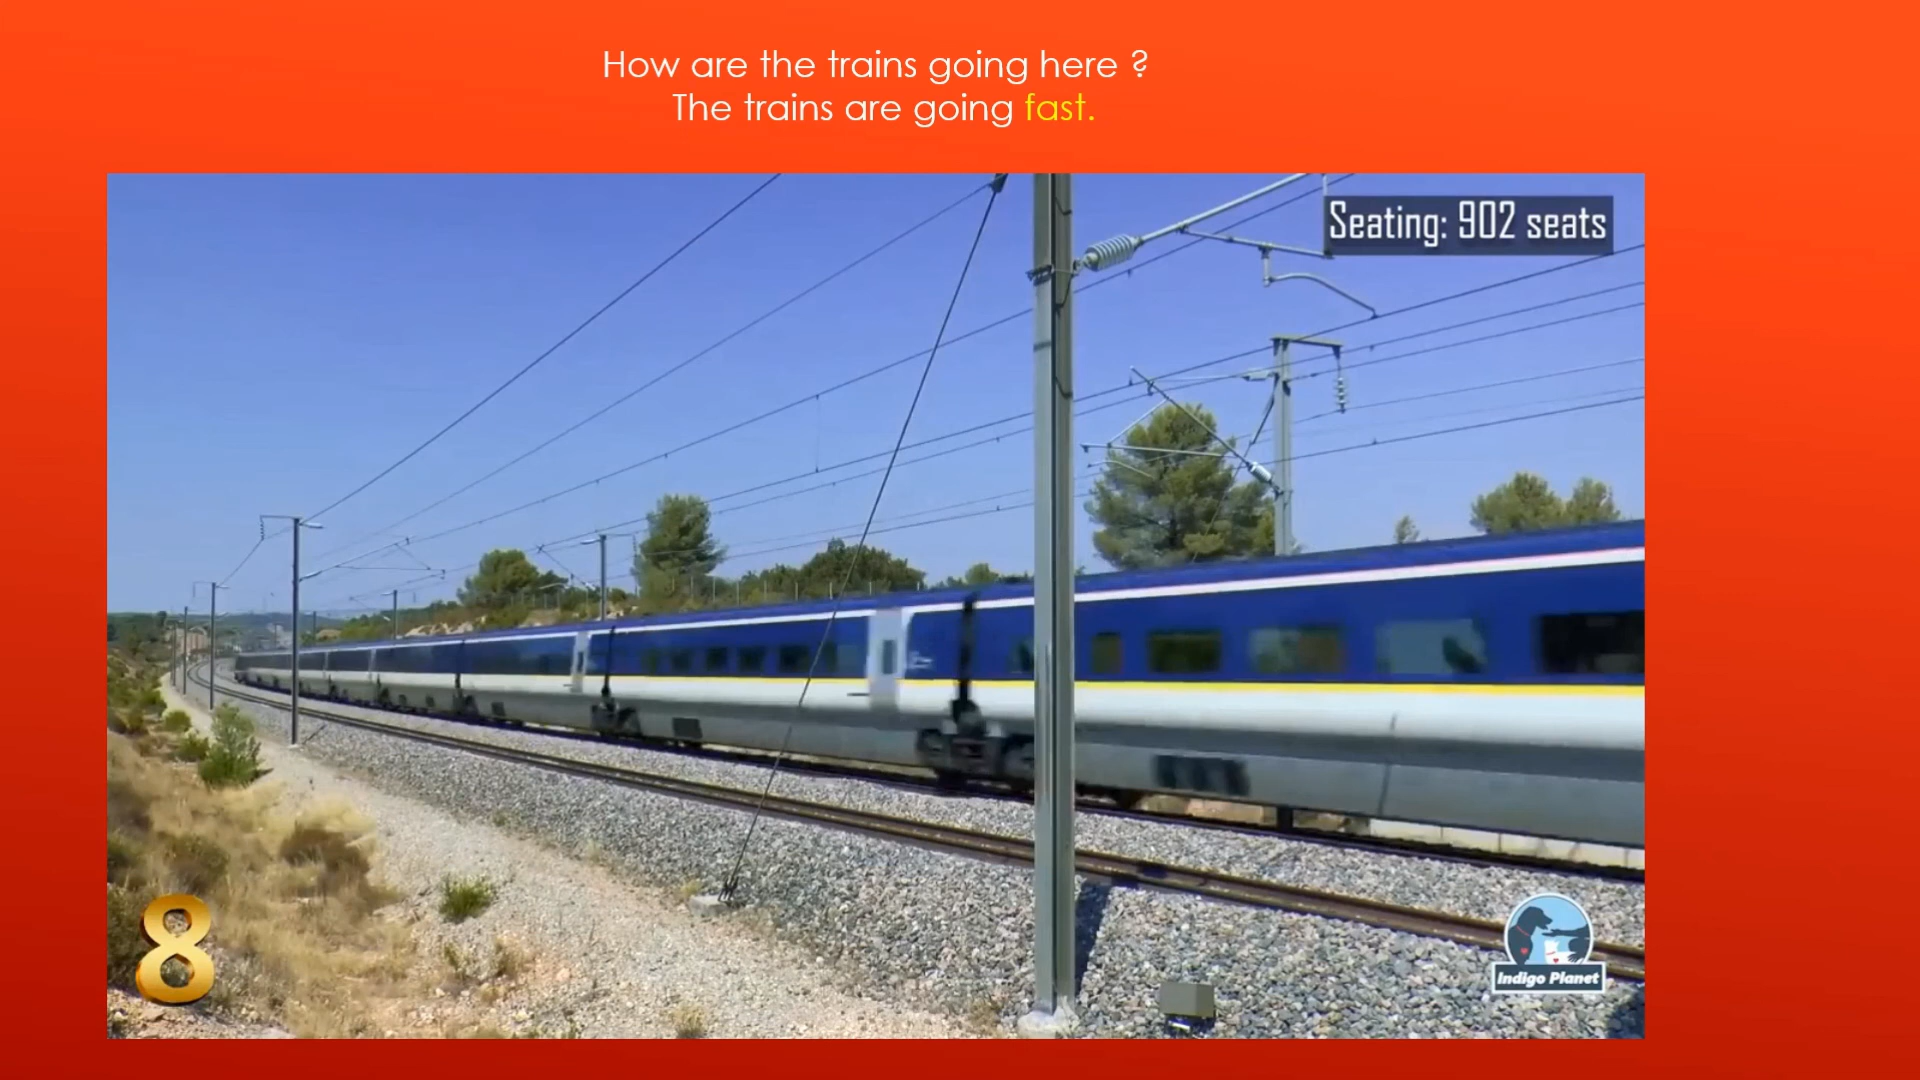 How are the trains going here ?
The trains are going fast.
Seating: 902 seats
8
Indigo Planet